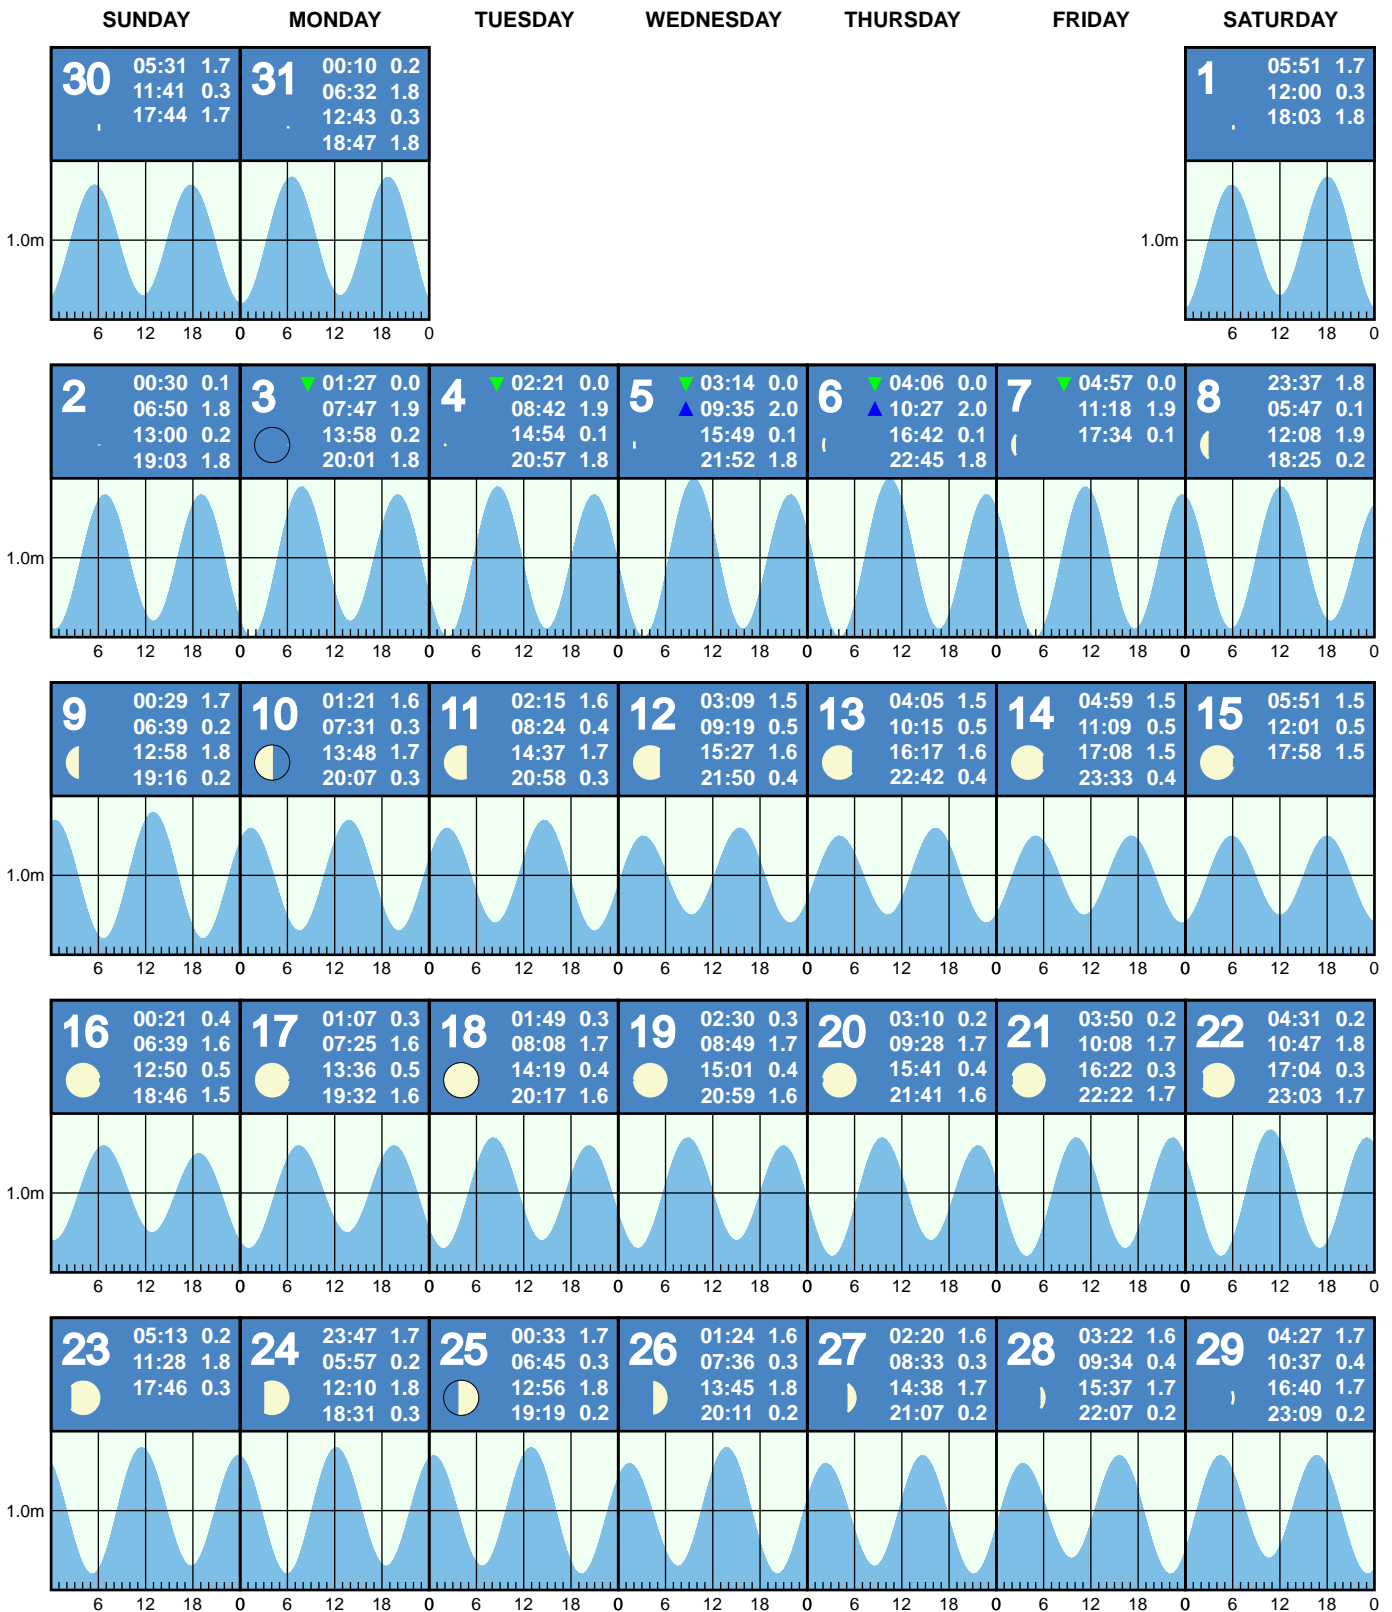 SUNDAY MONDAY TUESDAY WEDNESDAY THURSDAY FRIDAY SATURDAY
30 05:31 1.7
11:41 0.3
17:44 1.7
31 00:10 0.2
06:32 1.8
12:43 0.3
18:47 1.8
1 05:51 1.7
12:00 0.3
18:03 1.8
1.0m 1.0m
6 12 18 0 6 12 18 0 6 12 18 0
2 00:30 0.1
06:50 1.8
13:00 0.2
19:03 1.8
3 01:27 0.0
07:47 1.9
13:58 0.2
20:01 1.8
4 02:21 0.0
08:42 1.9
14:54 0.1
20:57 1.8
5 03:14 0.0
09:35 2.0
15:49 0.1
21:52 1.8
6 04:06 0.0
10:27 2.0
16:42 0.1
22:45 1.8
7 04:57 0.0
11:18 1.9
17:34 0.1
8 23:37 1.8
05:47 0.1
12:08 1.9
18:25 0.2
1.0m
6 12 18 0 6 12 18 0 6 12 18 0 6 12 18 0 6 12 18 0 6 12 18 0 6 12 18 0
9 00:29 1.7
06:39 0.2
12:58 1.8
19:16 0.2
10 01:21 1.6
07:31 0.3
13:48 1.7
20:07 0.3
11 02:15 1.6
08:24 0.4
14:37 1.7
20:58 0.3
12 03:09 1.5
09:19 0.5
15:27 1.6
21:50 0.4
13 04:05 1.5
10:15 0.5
16:17 1.6
22:42 0.4
14 04:59 1.5
11:09 0.5
17:08 1.5
23:33 0.4
15 05:51 1.5
12:01 0.5
17:58 1.5
1.0m
6 12 18 0 6 12 18 0 6 12 18 0 6 12 18 0 6 12 18 0 6 12 18 0 6 12 18 0
16 00:21 0.4
06:39 1.6
12:50 0.5
18:46 1.5
17 01:07 0.3
07:25 1.6
13:36 0.5
19:32 1.6
18 01:49 0.3
08:08 1.7
14:19 0.4
20:17 1.6
19 02:30 0.3
08:49 1.7
15:01 0.4
20:59 1.6
20 03:10 0.2
09:28 1.7
15:41 0.4
21:41 1.6
21 03:50 0.2
10:08 1.7
16:22 0.3
22:22 1.7
22 04:31 0.2
10:47 1.8
17:04 0.3
23:03 1.7
1.0m
6 12 18 0 6 12 18 0 6 12 18 0 6 12 18 0 6 12 18 0 6 12 18 0 6 12 18 0
23 05:13 0.2
11:28 1.8
17:46 0.3
24 23:47 1.7
05:57 0.2
12:10 1.8
18:31 0.3
25 00:33 1.7
06:45 0.3
12:56 1.8
19:19 0.2
26 01:24 1.6
07:36 0.3
13:45 1.8
20:11 0.2
27 02:20 1.6
08:33 0.3
14:38 1.7
21:07 0.2
28 03:22 1.6
09:34 0.4
15:37 1.7
22:07 0.2
29 04:27 1.7
10:37 0.4
16:40 1.7
23:09 0.2
1.0m
6 12 18 0 6 12 18 0 6 12 18 0 6 12 18 0 6 12 18 0 6 12 18 0 6 12 18 0